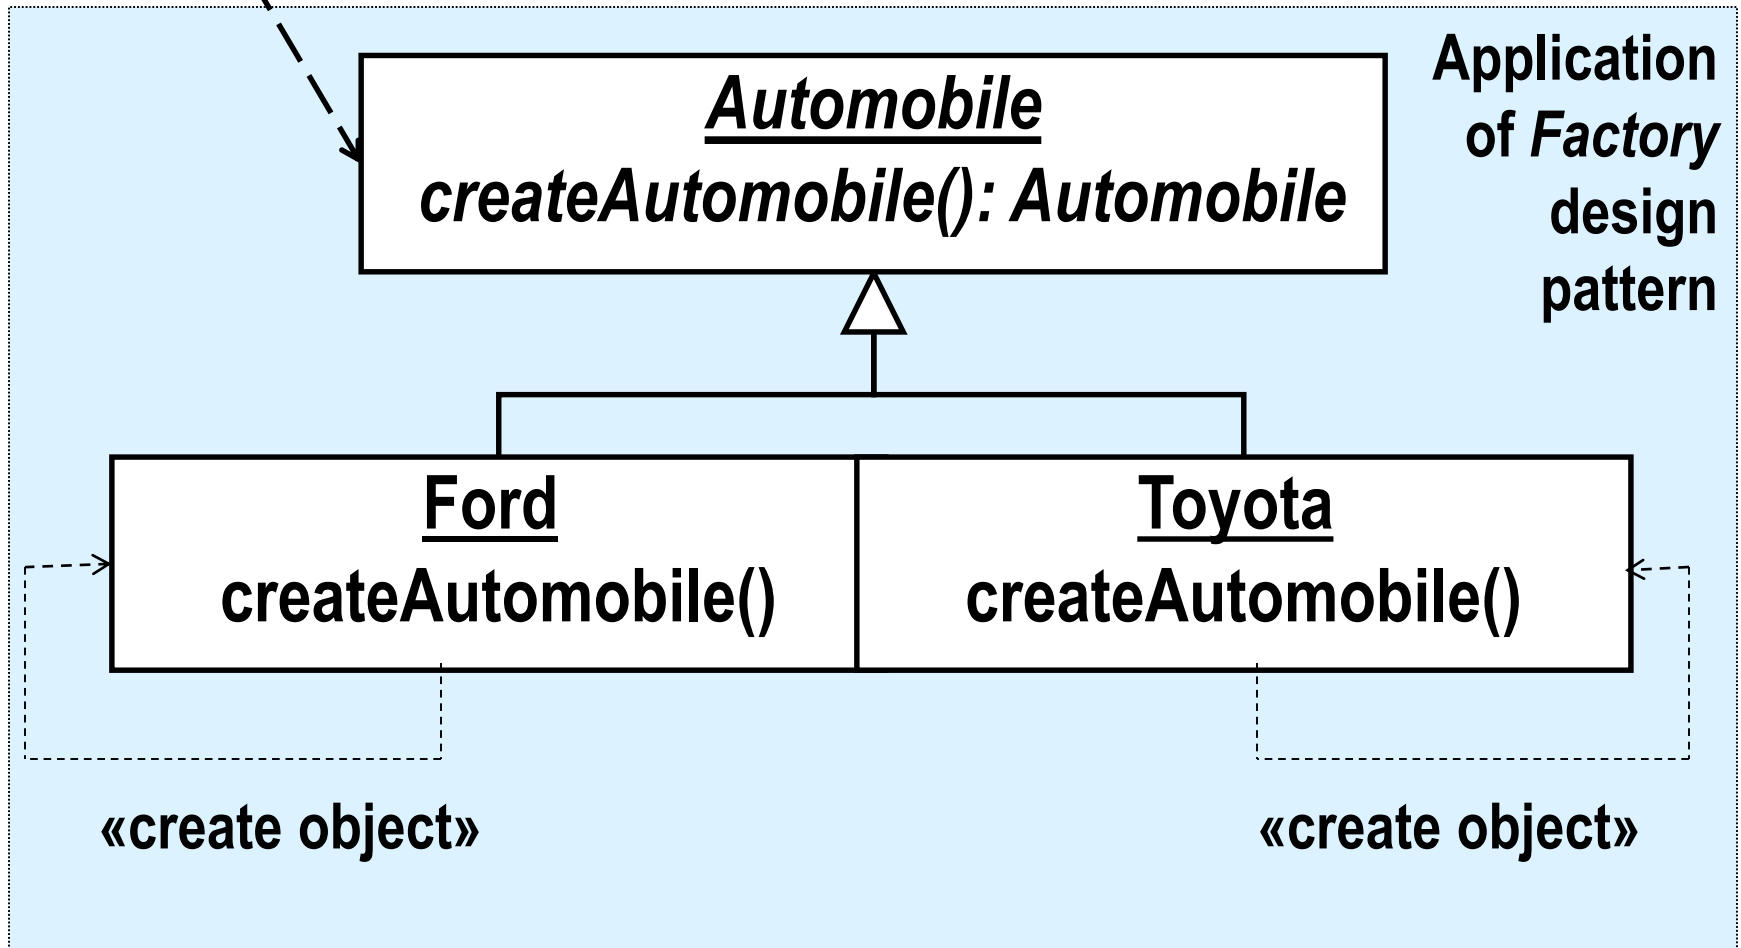 Application
of Factory
design
pattern
Automobile
createAutomobile(): Automobile
Ford
createAutomobile()
Toyota
createAutomobile()
«create object»
«create object»